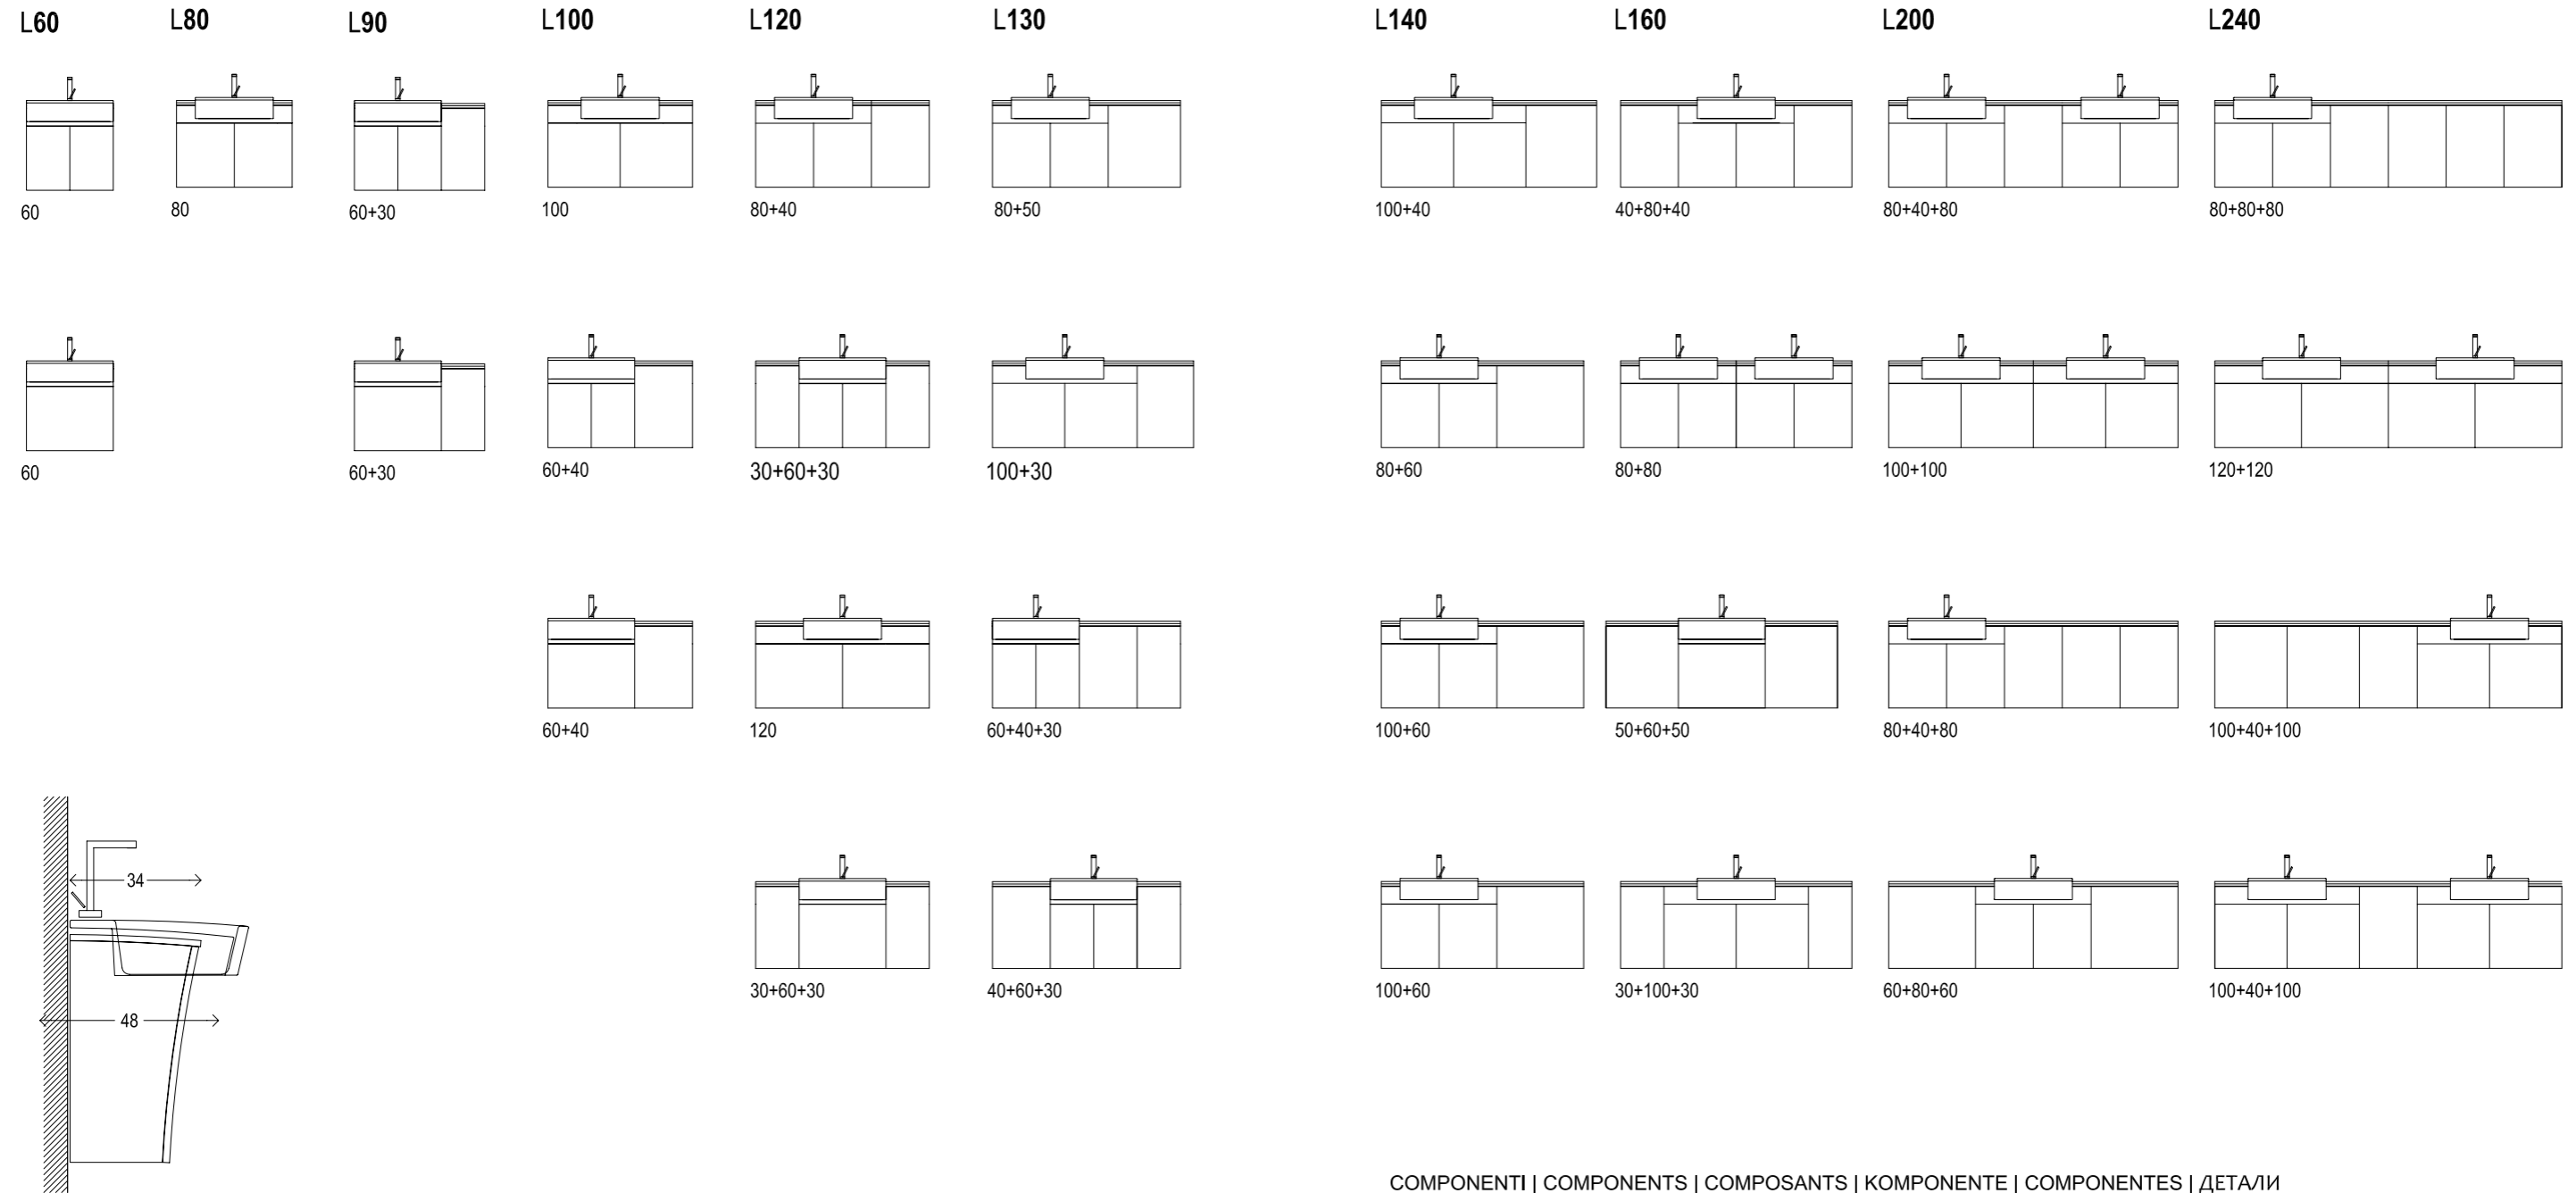 L60 L80 L90 L100 L120 L130 L140 L160 L200 L240
60 80 60+30 100 80+40 80+50 100+40 40+80+40 80+40+80 80+80+80
60 60+30 60+40 30+60+30 100+30 80+60 80+80 100+100 120+120
60+40 120 60+40+30 100+60 50+60+50 80+40+80 100+40+100
34
30+60+30 40+60+30 100+60 30+100+30 60+80+60 100+40+100
48
COMPONENTI | COMPONENTS | COMPOSANTS | KOMPONENTE | COMPONENTES | ДЕТАЛИ